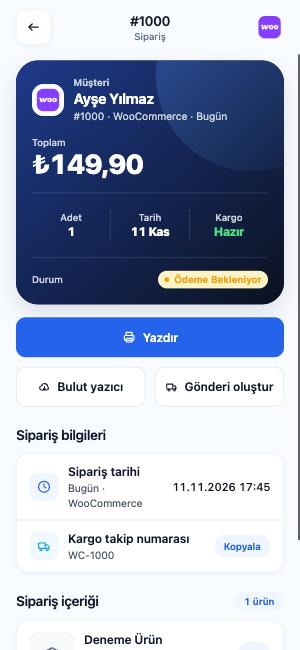 #1000
Sipariş
woo
Müşteri
woo
Ayşe Yılmaz
#1000 · WooCommerce · Bugün
Toplam
₺149,90
Adet
Tarih
Kargo
1
11 Kas
Hazır
Durum
Ödeme Bekleniyor
Yazdır
Bulut yazıcı
Gönderi oluştur
Sipariş bilgileri
Sipariş tarihi
Bugün ·
WooCommerce
11.11.2026 17:45
Kargo takip numarası
WC-1000
Kopyala
Sipariş içeriği
1 ürün
Deneme Ürün